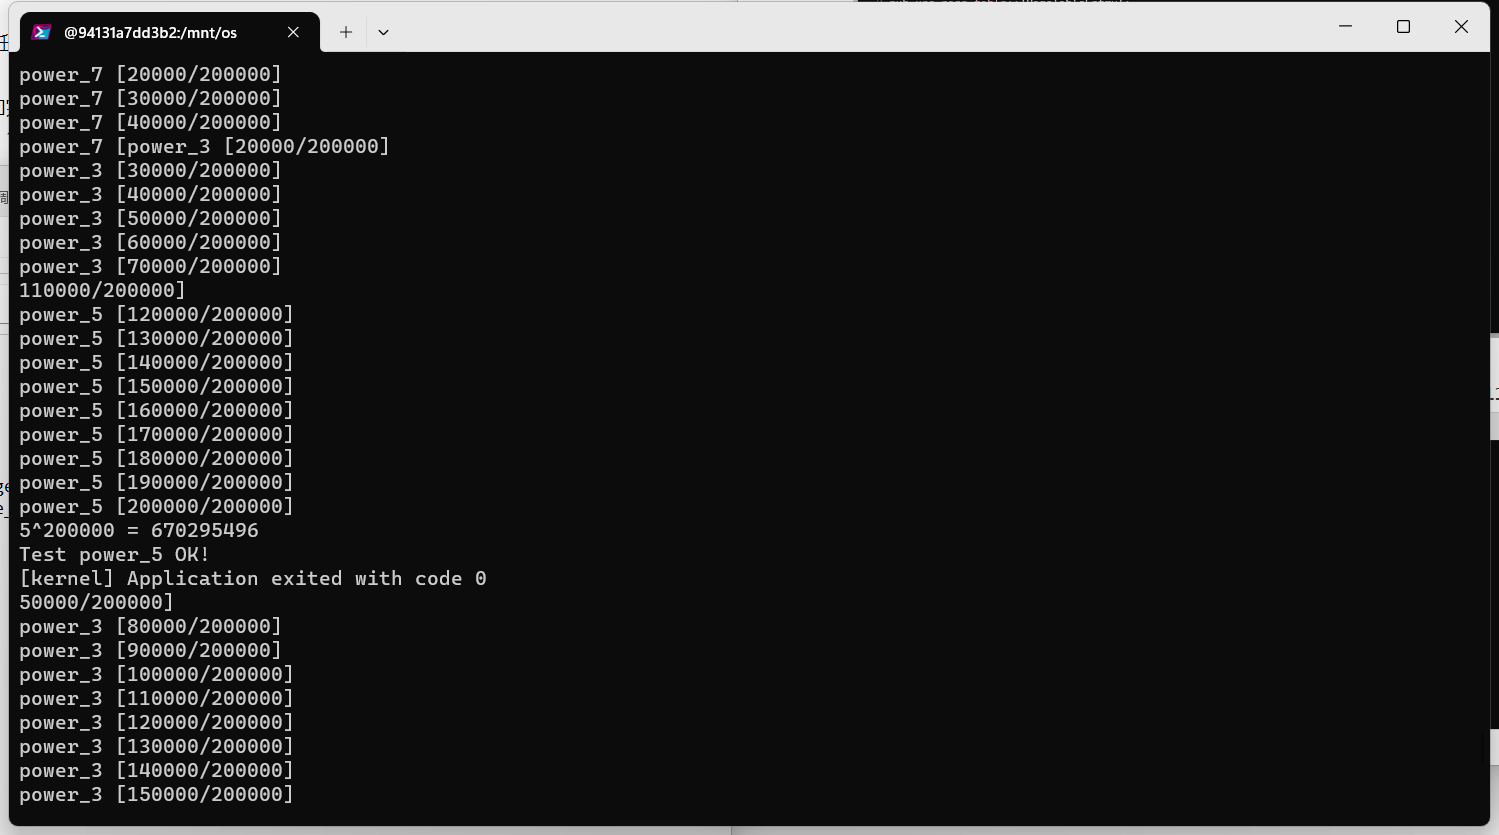 @94131a7dd3b2:/mnt/os
power_7 [20000/200000]
power_7 [30000/200000]
power_7 [40000/200000]
power_7 [power_3 [20000/200000]
power_3 [30000/200000]
power_3 [40000/200000]
power_3 [50000/200000]
power_3 [60000/200000]
power_3 [70000/200000]
110000/200000]
power_5 [120000/200000]
power_5 [130000/200000]
power_5 [140000/200000]
power_5 [150000/200000]
power_5 [160000/200000]
power_5 [170000/200000]
power_5 [180000/200000]
power_5 [190000/200000]
power_5 [200000/200000]
5^200000 = 670295496
Test power_5 OK!
[kernel] Application exited with code 0
50000/200000]
power_3 [80000/200000]
power_3 [90000/200000]
power_3 [100000/200000]
power_3 [110000/200000]
power_3 [120000/200000]
power_3 [130000/200000]
power_3 [140000/200000]
power_3 [150000/200000]